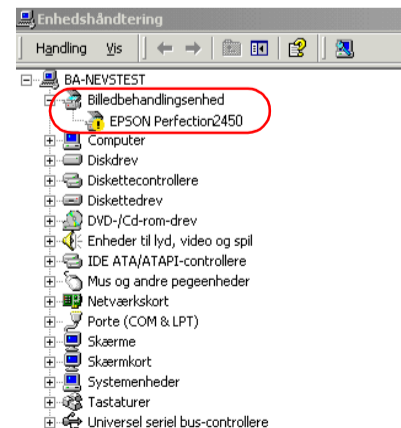 Enhedshåndtering
Handling Vis
BA-NEVSTEST
Billedbehandlingsenhed
EPSON Perfection2450
Computer
Diskdrev
Diskettecontrollere
Diskettedrev
DVD-/Cd-rom-drev
Enheder til lyd, video og spil
IDE ATA/ATAPI-controllere
Mus og andre pegeenheder
Netværkskort
Porte (COM & LPT)
Skærme
Skærmkort
Systemenheder
Tastaturer
Universel seriel bus-controllere